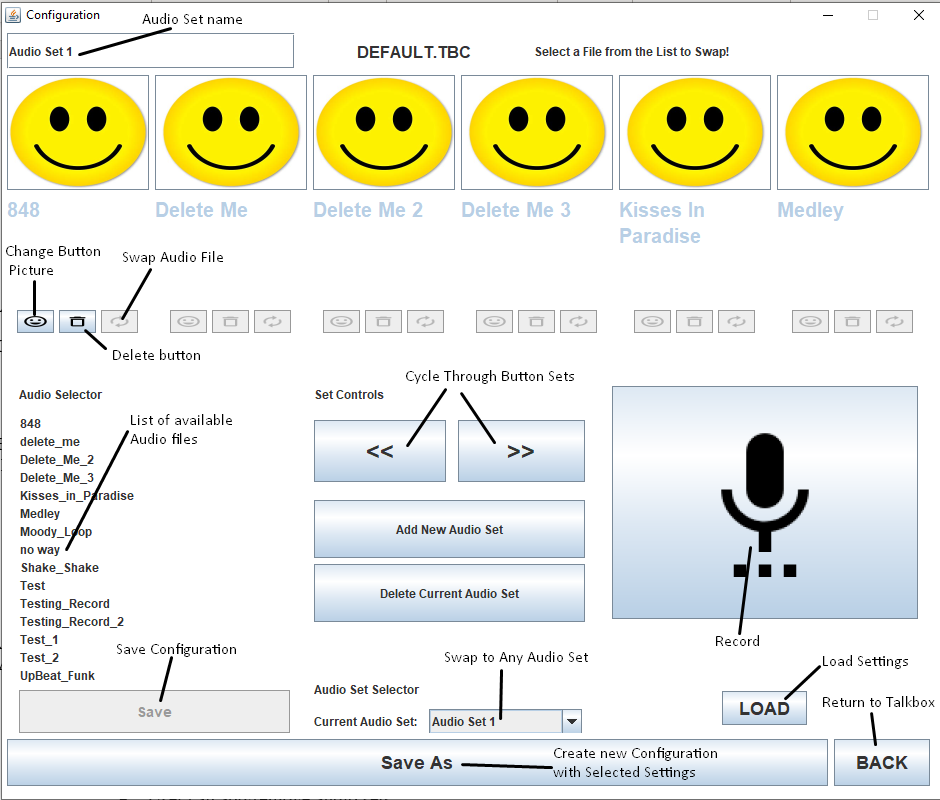 Configuration
Audio Set name
Audio Set 1
DEFAULT.TBC
Select a File from the List to Swap!
848
Delete Me
Delete Me 2
Delete Me 3
Kisses In
Paradise
Medley
Change Button
Picture
Swap Audio File
Delete button
Cycle Through Button Sets
Audio Selector
Set Controls
List of available
Audio files
848
delete_me
Delete_Me_2
Delete_Me_3
Kisses_in_Paradise
Medley
Moody_Loop
no way
Shake_Shake
Test
Testing_Record
Testing_Record_2
Test_1
Test_2
UpBeat_Funk
<<
>>
Add New Audio Set
Delete Current Audio Set
Record
Save Configuration
Save
Swap to Any Audio Set
Audio Set Selector
Current Audio Set:
Audio Set 1
Load Settings
LOAD
Return to Talkbox
Save As
Create new Configuration
with Selected Settings
BACK